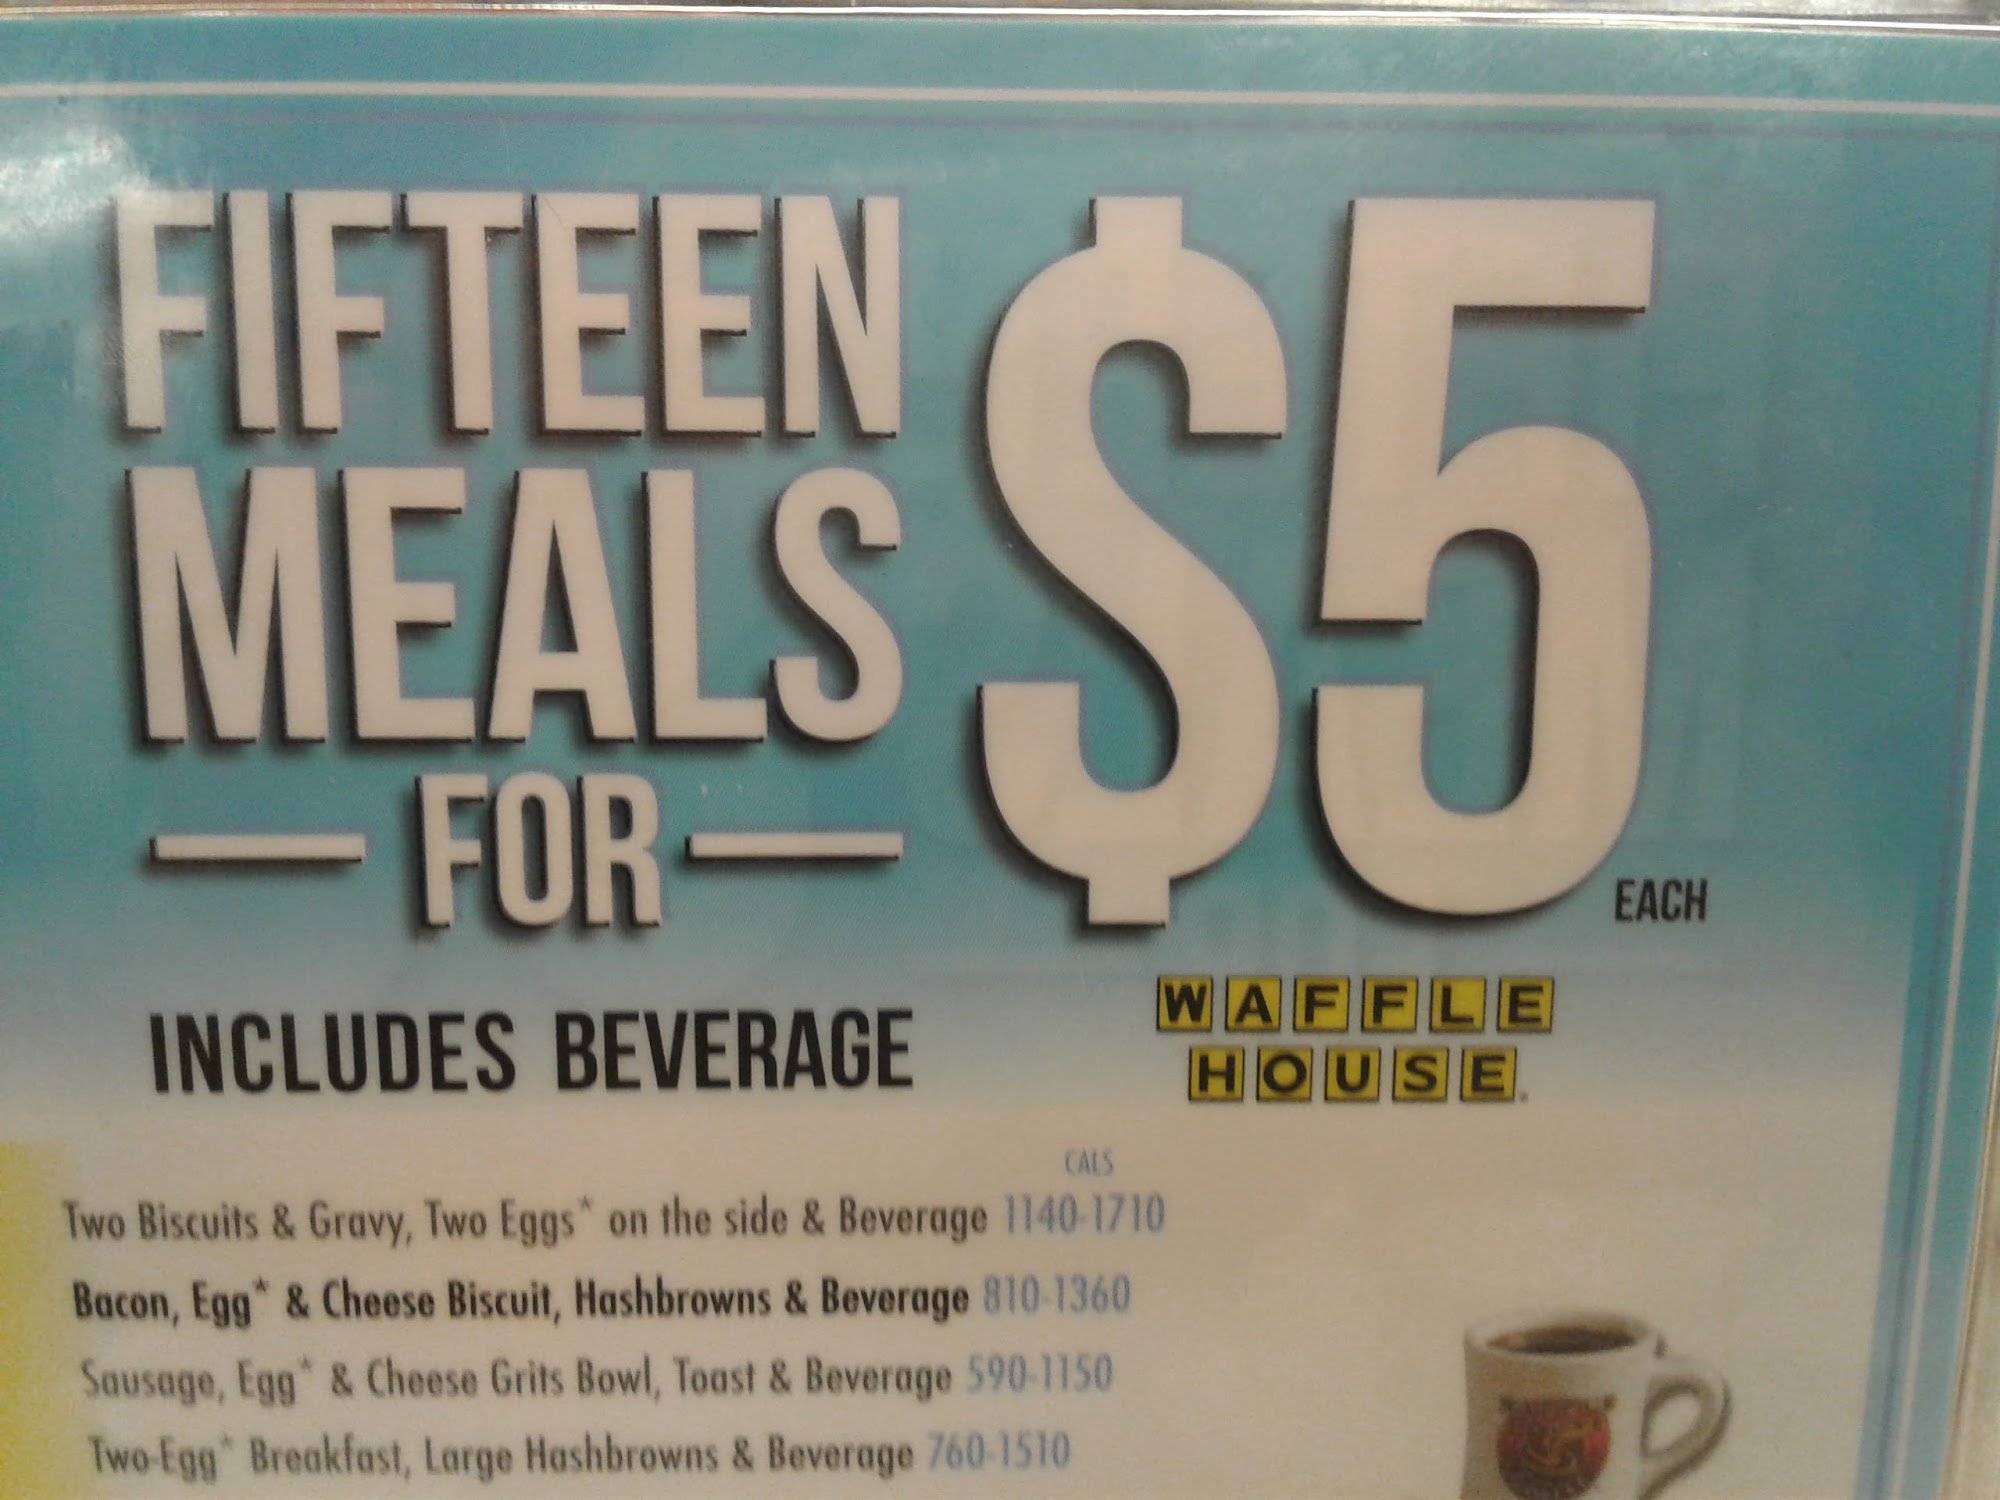 FIFTEEN
MEALS
FOR
$5
EACH
INCLUDES BEVERAGE
WAFFLE
HOUSE
CALS
Two Biscuits & Gravy, Two Eggs* on the side & Beverage 1140-1710
Bacon, Egg* & Cheese Biscuit, Hashbrowns & Beverage 810-1360
Sausage, Egg* & Cheese Grits Bowl, Toast & Beverage 590-1150
Two-Egg* Breakfast, Large Hashbrowns & Beverage 760-1510